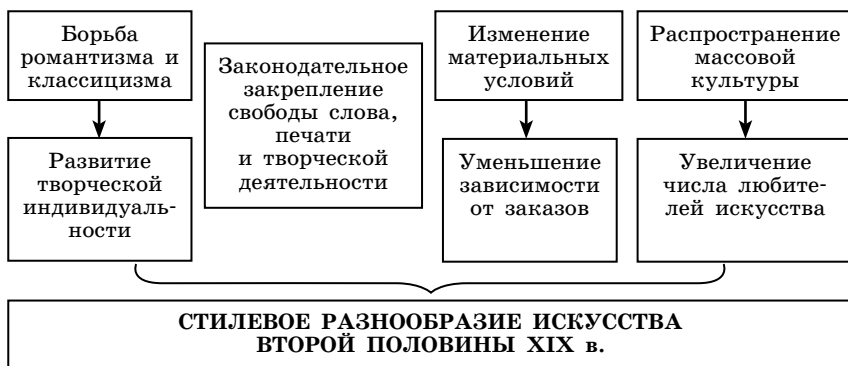 Борьба
романтизма и
классицизма
Развитие
творческой
индивидуаль-
ности
Законодательное
закрепление
свободы слова,
печати
и творческой
деятельности
Изменение
материальных
условий
Уменьшение
зависимости
от заказов
Распространение
массовой
культуры
Увеличение
числа любите-
лей искусства
СТИЛЕВОЕ РАЗНООБРАЗИЕ ИСКУССТВА
ВТОРОЙ ПОЛОВИНЫ XIX в.